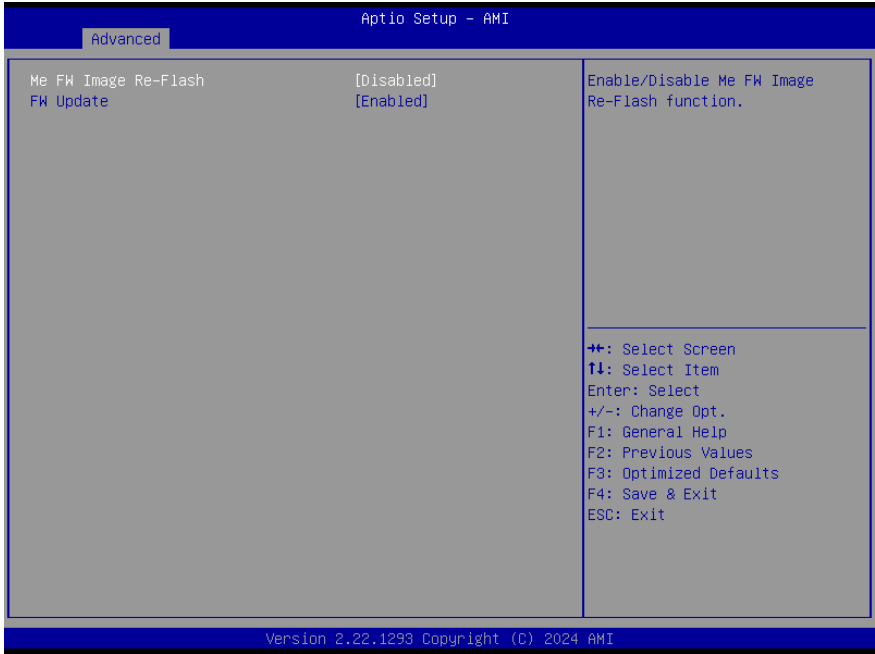 Aptio Setup – AMI
Advanced
Me FW Image Re–Flash [Disabled]
FW Update [Enabled]
Enable/Disable Me FW Image
Re–Flash function.
→←: Select Screen
↑↓: Select Item
Enter: Select
+/–: Change Opt.
F1: General Help
F2: Previous Values
F3: Optimized Defaults
F4: Save & Exit
ESC: Exit
Version 2.22.1293 Copyright (C) 2024 AMI